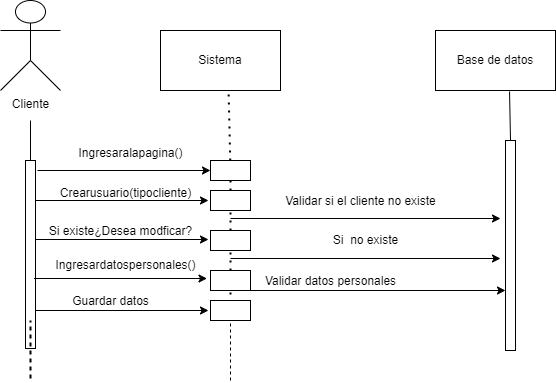 Sistema
Base de datos
Cliente
Ingresaralapagina()
Crearusuario(tipocliente)
Validar si el cliente no existe
Si existe¿Desea modficar?
Si no existe
Ingresardatospersonales()
Validar datos personales
Guardar datos